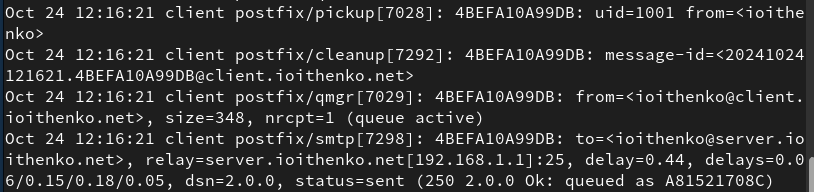 Oct 24 12:16:21 client postfix/pickup[7028]: 4BEFA10A99DB: uid=1001 from=<ioithe
nko>
Oct 24 12:16:21 client postfix/cleanup[7292]: 4BEFA10A99DB: message-id=<20241024
121621.4BEFA10A99DB@client.ioithenko.net>
Oct 24 12:16:21 client postfix/qmgr[7029]: 4BEFA10A99DB: from=<ioithenko@client.
ioithenko.net>, size=348, nrcpt=1 (queue active)
Oct 24 12:16:21 client postfix/smtp[7298]: 4BEFA10A99DB: to=<ioithenko@server.io
ithenko.net>, relay=server.ioithenko.net[192.168.1.1]:25, delay=0.44, delays=0.0
6/0.15/0.18/0.05, dsn=2.0.0, status=sent (250 2.0.0 Ok: queued as A81521708C)